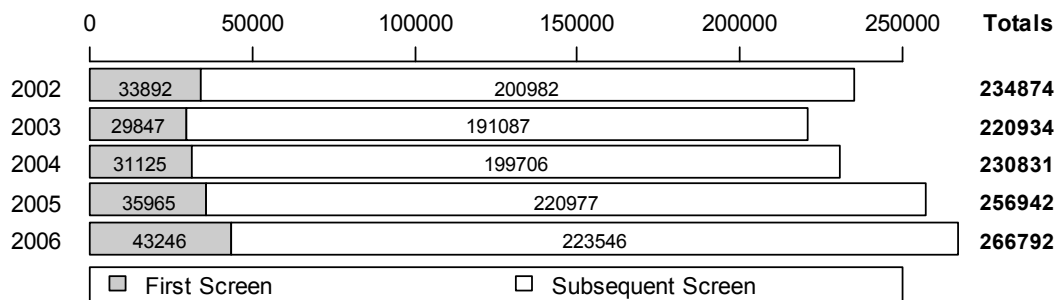 0 50000 100000 150000 200000 250000 Totals
2002 33892 200982 234874
2003 29847 191087 220934
2004 31125 199706 230831
2005 35965 220977 256942
2006 43246 223546 266792
First Screen Subsequent Screen